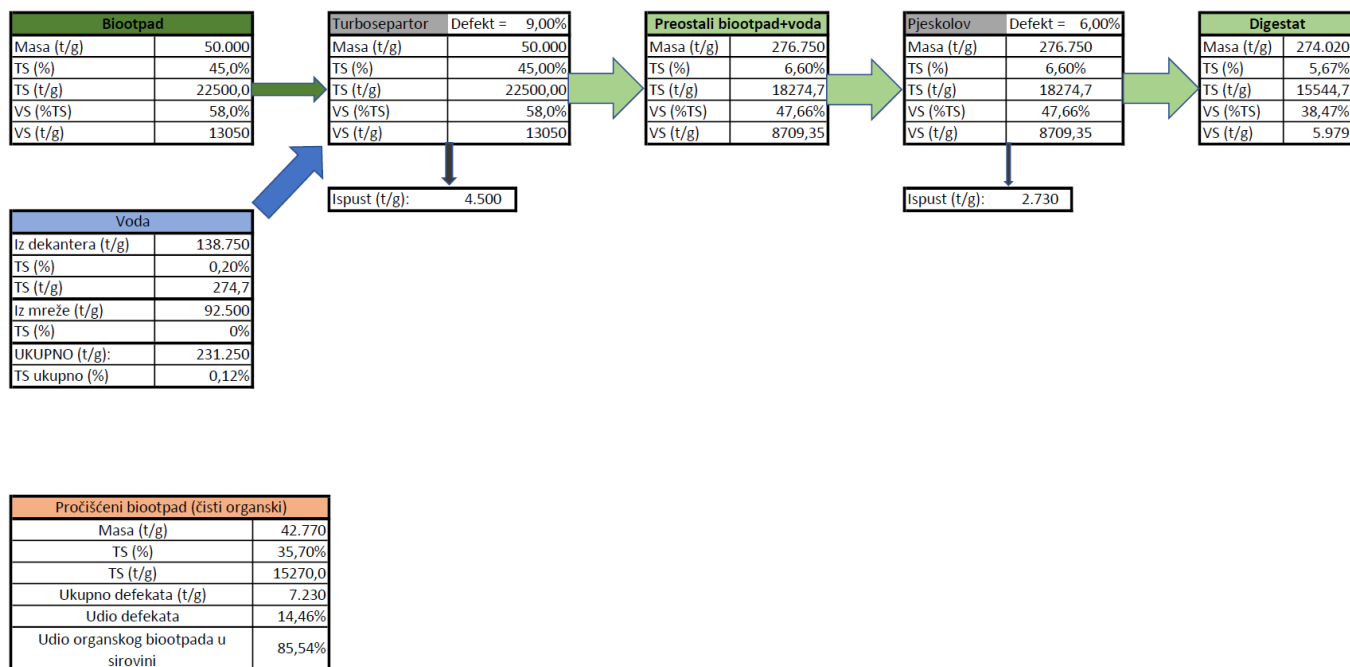 Biootpad
Masa (t/g) 50.000
TS (%) 45,0%
TS (t/g) 22500,0
VS (%TS) 58,0%
VS (t/g) 13050
Turbosepartor Defekt = 9,00%
Masa (t/g) 50.000
TS (%) 45,00%
TS (t/g) 22500,00
VS (%TS) 58,0%
VS (t/g) 13050
Ispust (t/g): 4.500
Preostali biootpad+voda
Masa (t/g) 276.750
TS (%) 6,60%
TS (t/g) 18274,7
VS (%TS) 47,66%
VS (t/g) 8709,35
Pjeskolov Defekt = 6,00%
Masa (t/g) 276.750
TS (%) 6,60%
TS (t/g) 18274,7
VS (%TS) 47,66%
VS (t/g) 8709,35
Ispust (t/g): 2.730
Digestat
Masa (t/g) 274.020
TS (%) 5,67%
TS (t/g) 15544,7
VS (%TS) 38,47%
VS (t/g) 5.979
Voda
Iz dekantera (t/g) 138.750
TS (%) 0,20%
TS (t/g) 274,7
Iz mreže (t/g) 92.500
TS (%) 0%
UKUPNO (t/g): 231.250
TS ukupno (%) 0,12%
Pročišćeni biootpad (čisti organski)
Masa (t/g) 42.770
TS (%) 35,70%
TS (t/g) 15270,0
Ukupno defekata (t/g) 7.230
Udio defekata 14,46%
Udio organskog biootpada u
sirovini 85,54%